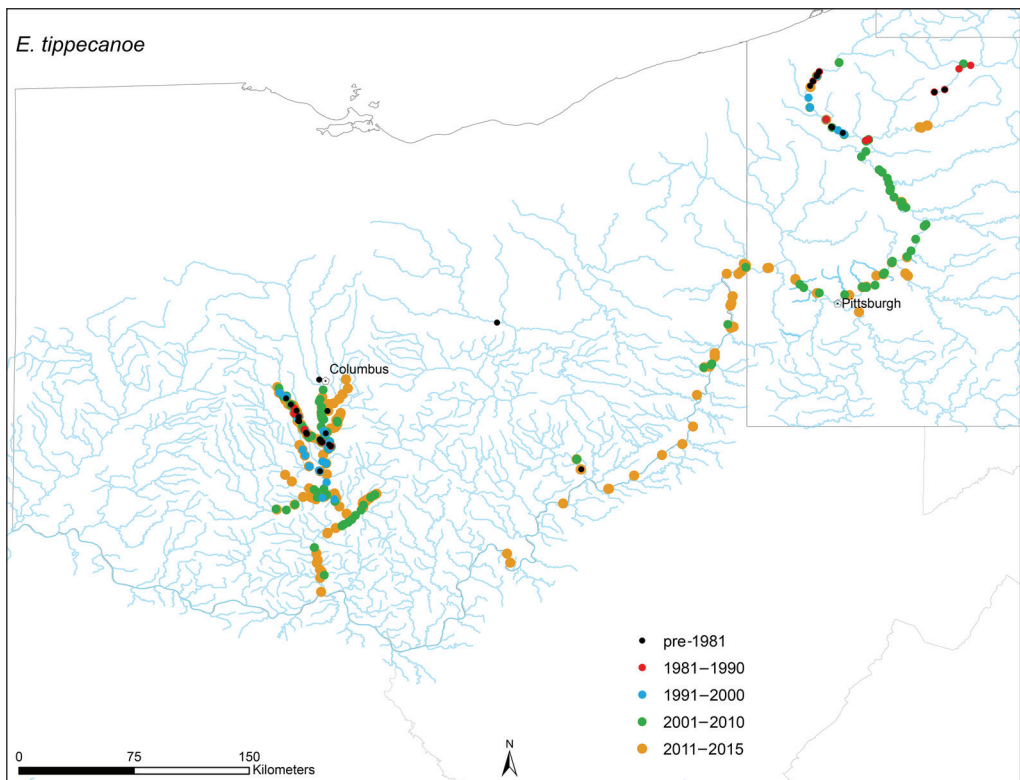 E. tippecanoe
Pittsburgh
Columbus
pre-1981
1981–1990
1991–2000
2001–2010
2011–2015
0 75 150
Kilometers
N